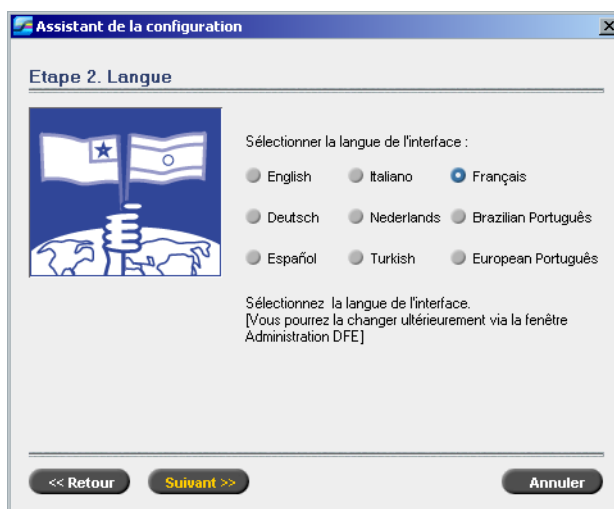 Assistant de la configuration
Etape 2. Langue
Sélectionner la langue de l'interface :
English Italiano Français
Deutsch Nederlands Brazilian Português
Español Turkish European Português
Sélectionnez la langue de l'interface.
[Vous pourrez la changer ultérieurement via la fenêtre
Administration DFE]
<< Retour Suivant >> Annuler